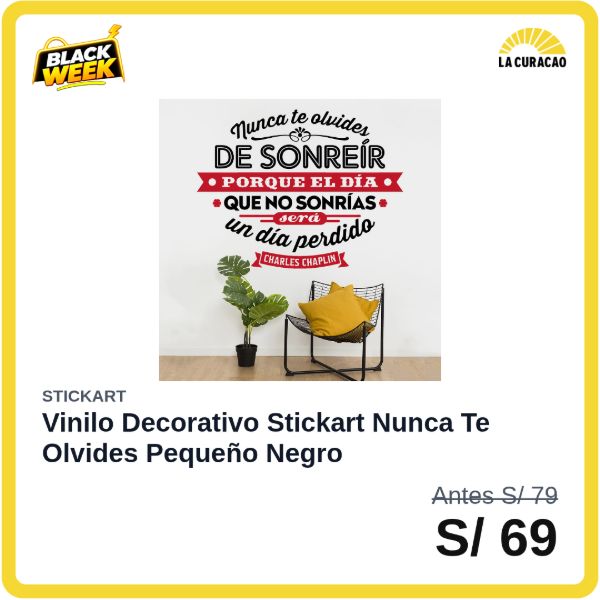 BLACK
WEEK
LA CURACAO
Nunca te olvides
DE SONREÍR
PORQUE EL DÍA
QUE NO SONRÍAS
será
un día perdido
CHARLES CHAPLIN
STICKART
Vinilo Decorativo Stickart Nunca Te
Olvides Pequeño Negro
Antes S/ 79
S/ 69